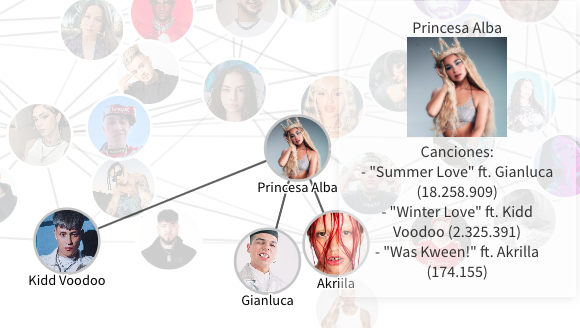 Princesa Alba
Canciones:
- "Summer Love" ft. Gianluca
(18.258.909)
- "Winter Love" ft. Kidd
Voodoo (2.325.391)
- "Was Kween!" ft. Akrilla
(174.155)
Princesa Alba
Kidd Voodoo
Gianluca
Akriila